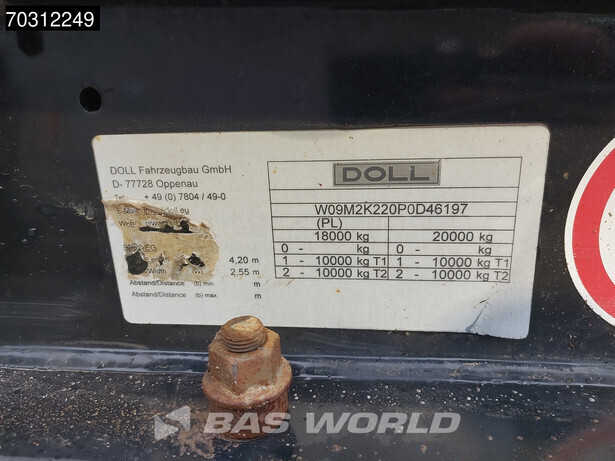 70312249
DOLL Fahrzeugbau GmbH
D- 77728 Oppenau
+ 49 (0) 7804 / 49-0
4,20 m
Width 2,55 m
Abstand/Distance (b) min m
Abstand/Distance (b) max. m
DOLL
W09M2K220P0D46197
(PL)
18000 kg 20000 kg
0 - kg 0 - kg
1 - 10000 kg T1 1 - 10000 kg T1
2 - 10000 kg T2 2 - 10000 kg T2
BAS WORLD